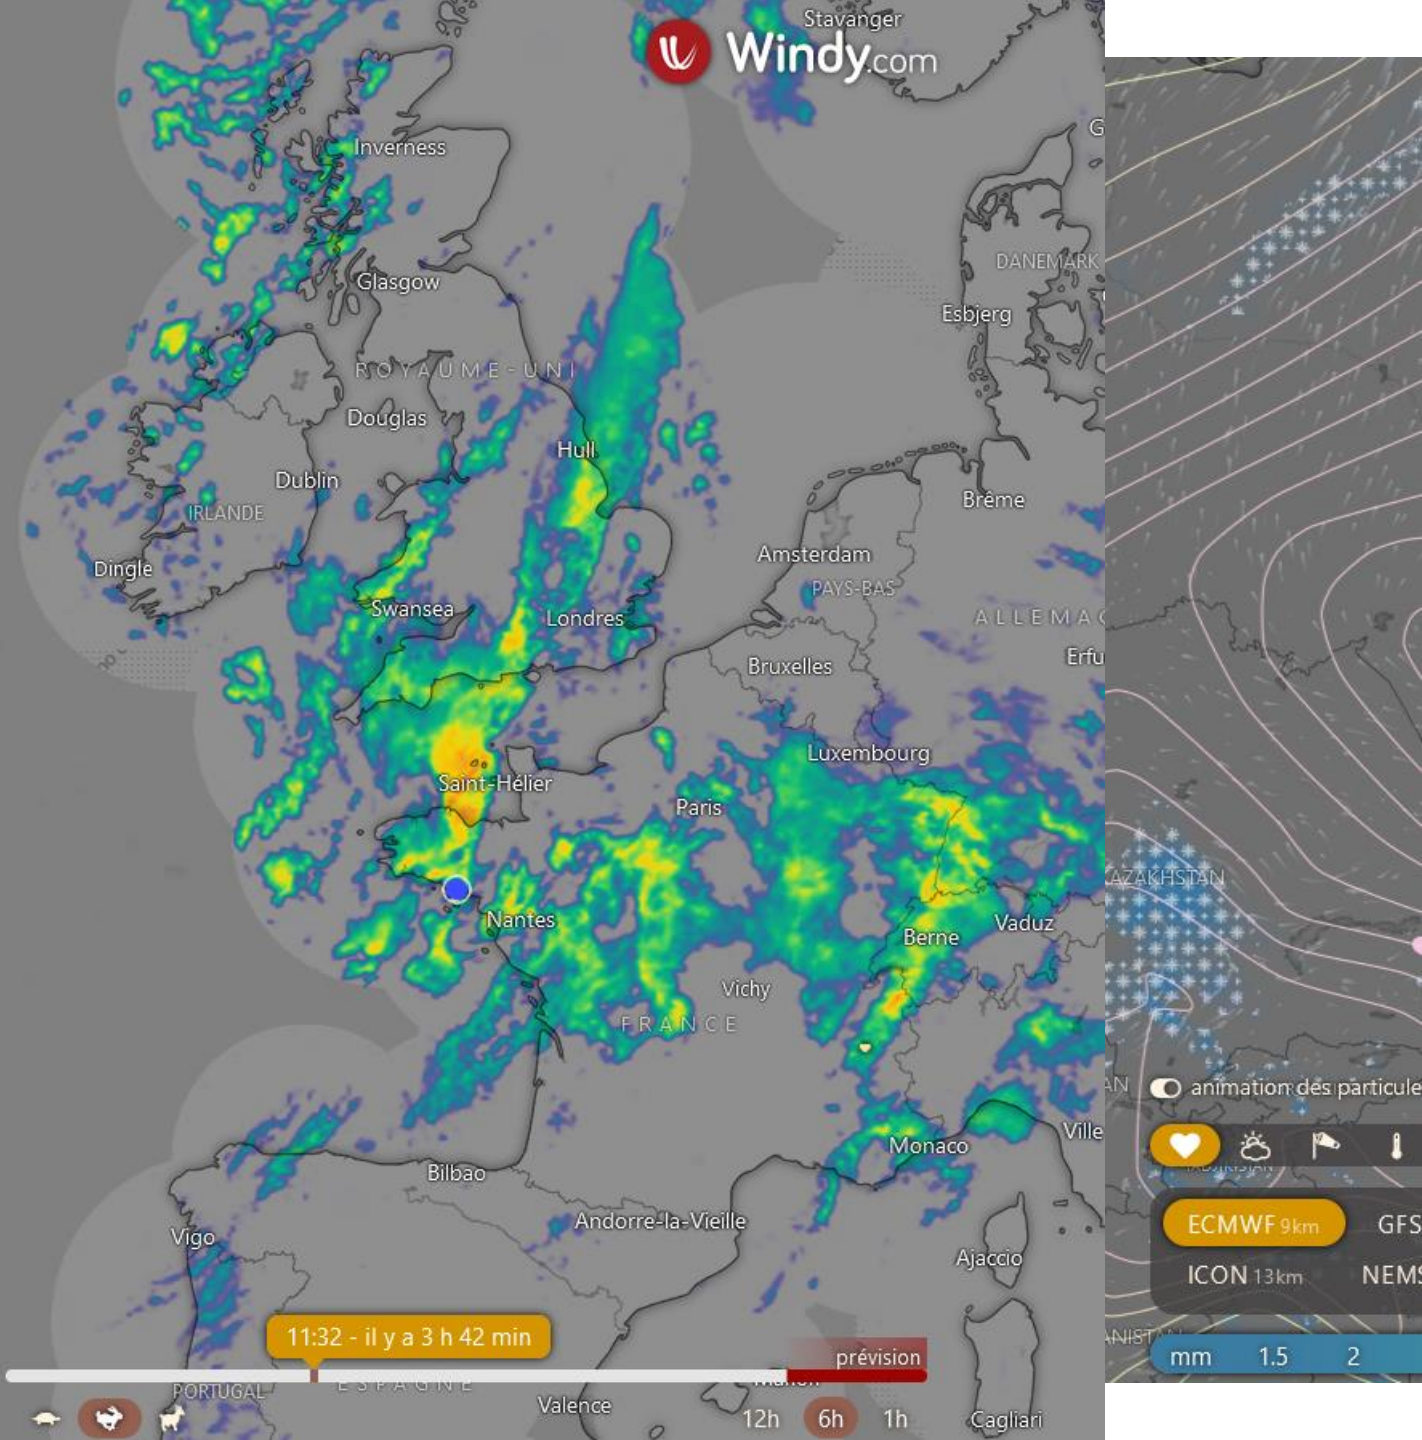 Stavanger
Windy.com
Inverness
DANEMARK
Glasgow
Esbjerg
ROYAUME-UNI
Douglas
Hull
Dublin
Brême
IRLANDE
Amsterdam
Dingle
PAYS-BAS
Swansea
Londres
ALLEMAG
Bruxelles
Erfu
Luxembourg
Saint-Hélier
Paris
KAZAKHSTAN
Nantes
Vaduz
Berne
Vichy
FRANCE
animation des particule
Ville
Monaco
Bilbao
Andorre-la-Vieille
Vigo
ECMWF 9km
GFS
Ajaccio
ICON 13km
NEMS
11:32 - il y a 3 h 42 min
prévision
mm 1.5 2
PORTUGAL
ESPAGNE
Valence
12h 6h 1h
Cagliari